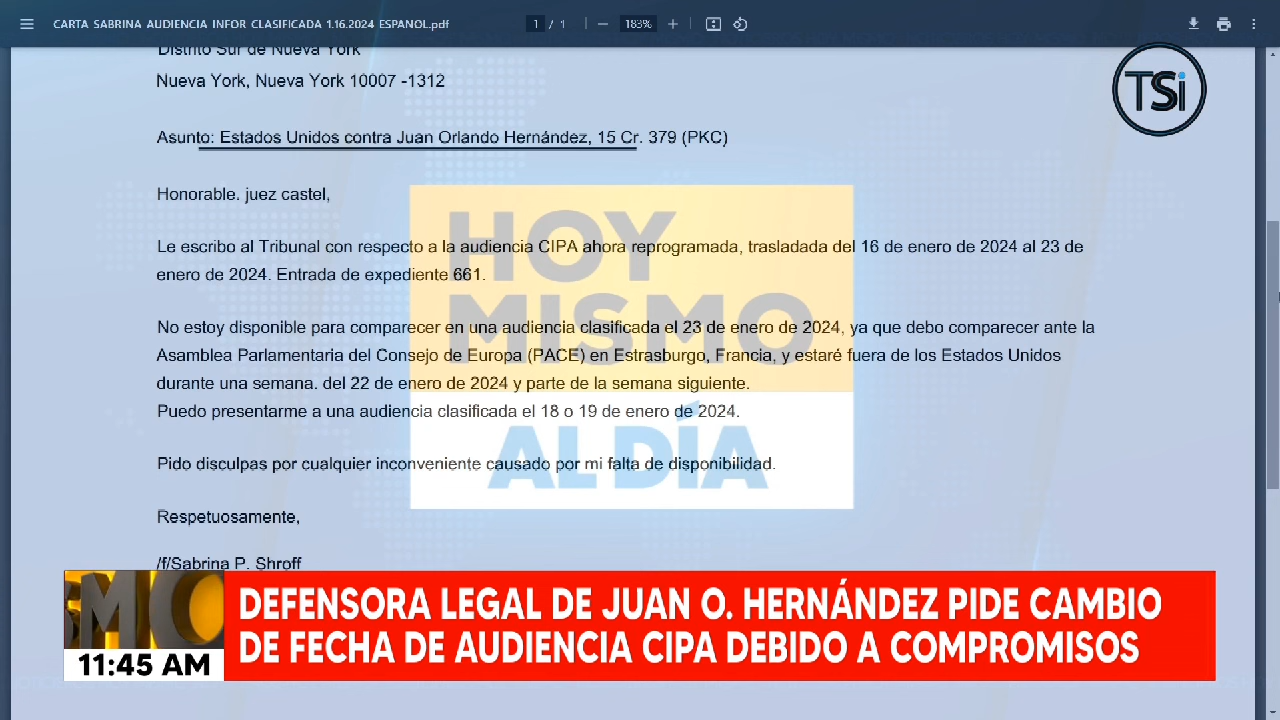 CARTA SABRINA AUDIENCIA INFOR CLASIFICADA 1.16.2024 ESPANOL.pdf
1 / 1
183%
TSi
Distrito Sur de Nueva York
Nueva York, Nueva York 10007 -1312
Asunto: Estados Unidos contra Juan Orlando Hernández, 15 Cr. 379 (PKC)
Honorable. juez castel,
Le escribo al Tribunal con respecto a la audiencia CIPA ahora reprogramada, trasladada del 16 de enero de 2024 al 23 de
enero de 2024. Entrada de expediente 661.
No estoy disponible para comparecer en una audiencia clasificada el 23 de enero de 2024, ya que debo comparecer ante la
Asamblea Parlamentaria del Consejo de Europa (PACE) en Estrasburgo, Francia, y estaré fuera de los Estados Unidos
durante una semana. del 22 de enero de 2024 y parte de la semana siguiente.
Puedo presentarme a una audiencia clasificada el 18 o 19 de enero de 2024.
Pido disculpas por cualquier inconveniente causado por mi falta de disponibilidad.
Respetuosamente,
/f/Sabrina P. Shroff
HOY
MISMO
AL DÍA
MO
11:45 AM
DEFENSORA LEGAL DE JUAN O. HERNÁNDEZ PIDE CAMBIO
DE FECHA DE AUDIENCIA CIPA DEBIDO A COMPROMISOS